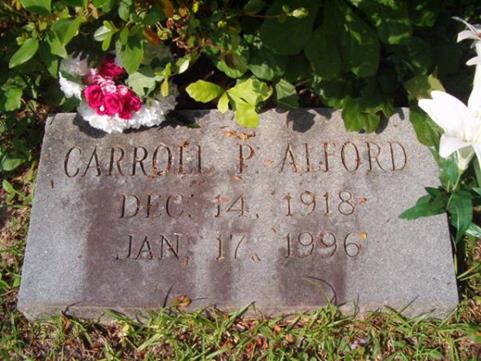 CARROLL P. ALFORD
DEC. 14, 1918
JAN, 17, 1996